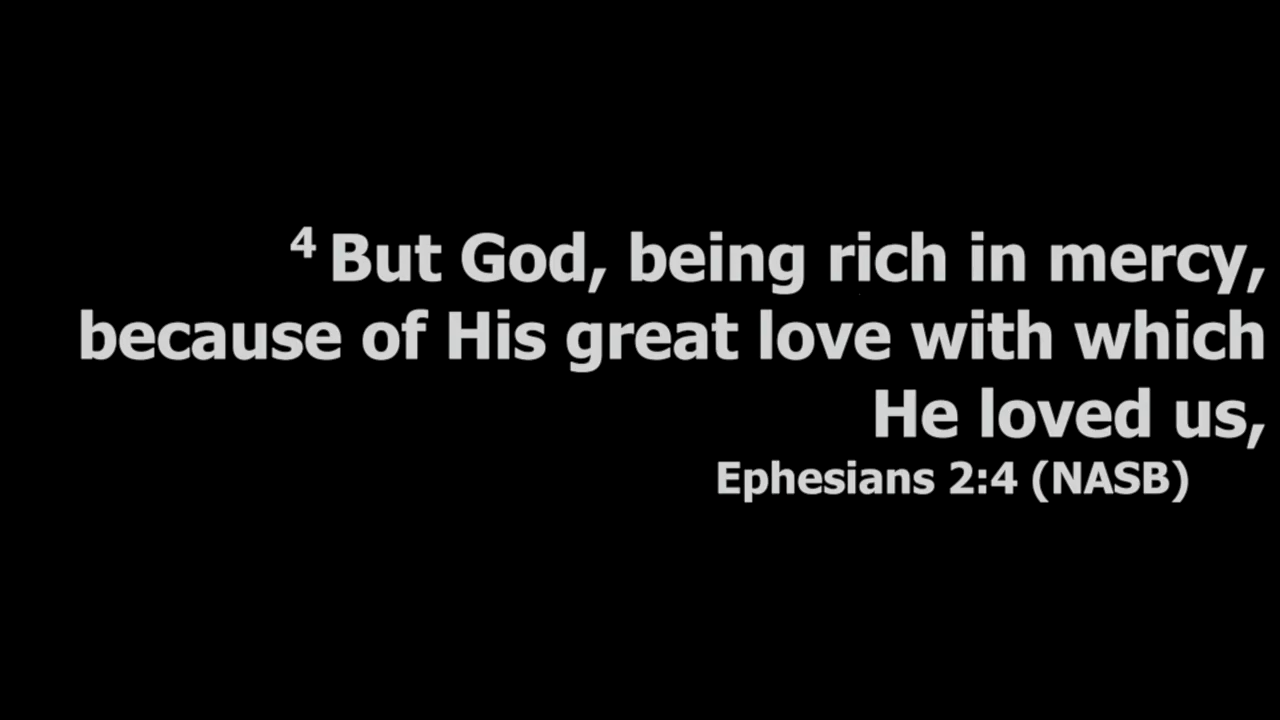 4 But God, being rich in mercy,
because of His great love with which
He loved us,
Ephesians 2:4 (NASB)